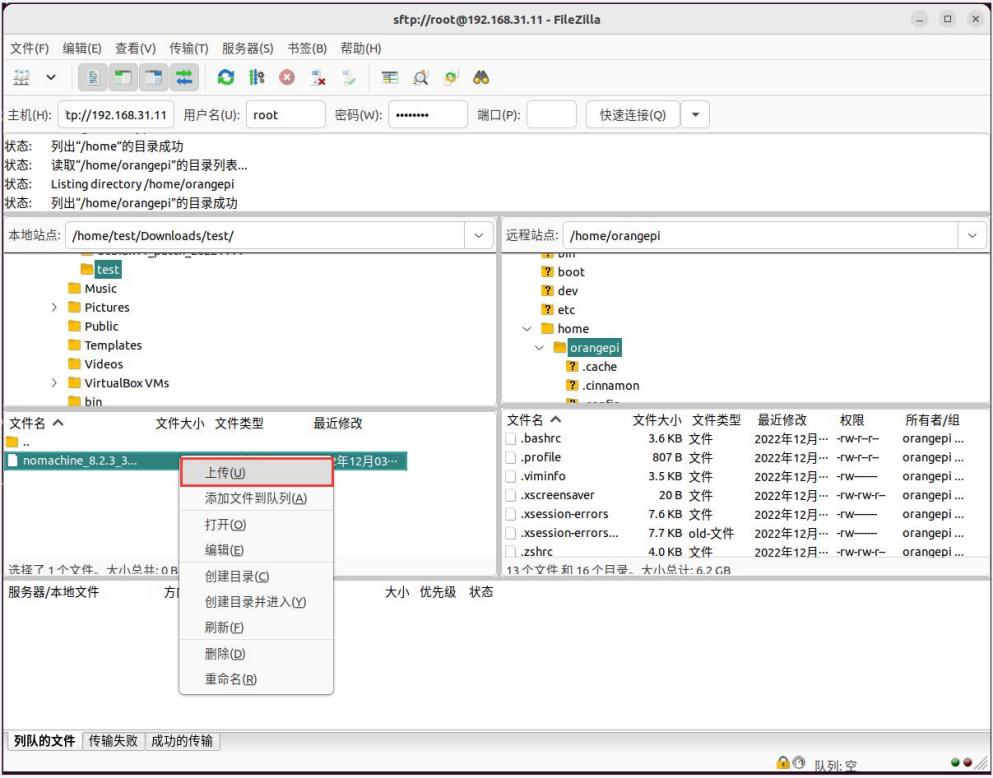 sftp://root@192.168.31.11 - FileZilla
文件(F) 编辑(E) 查看(V) 传输(T) 服务器(S) 书签(B) 帮助(H)
主机(H): tp://192.168.31.11 用户名(U): root 密码(W): •••••••• 端口(P): 快速连接(Q)
状态: 列出“/home”的目录成功
状态: 读取“/home/orangepi”的目录列表...
状态: Listing directory /home/orangepi
状态: 列出“/home/orangepi”的目录成功
本地站点: /home/test/Downloads/test/
test
Music
Pictures
Public
Templates
Videos
VirtualBox VMs
bin
远程站点: /home/orangepi
bin
boot
dev
etc
home
orangepi
.cache
.cinnamon
文件名 文件大小 文件类型 最近修改
..
nomachine_8.2.3_3... 年12月03···
选择了 1 个文件。大小总共: 0 B
上传(U)
添加文件到队列(A)
打开(O)
编辑(E)
创建目录(C)
创建目录并进入(Y)
刷新(F)
删除(D)
重命名(R)
文件名 文件大小 文件类型 最近修改 权限 所有者/组
.bashrc 3.6 KB 文件 2022年12月··· -rw-r--r-- orangepi ...
.profile 807 B 文件 2022年12月··· -rw-r--r-- orangepi ...
.viminfo 3.5 KB 文件 2022年12月··· -rw------- orangepi ...
.xscreensaver 20 B 文件 2022年12月··· -rw-rw-r-- orangepi ...
.xsession-errors 7.6 KB 文件 2022年12月··· -rw------- orangepi ...
.xsession-errors... 7.7 KB old-文件 2022年12月··· -rw------- orangepi ...
.zshrc 4.0 KB 文件 2022年12月··· -rw-rw-r-- orangepi ...
13 个文件 和 16 个目录。大小总计: 6.2 GB
服务器/本地文件 大小 优先级 状态
列队的文件 传输失败 成功的传输
队列: 空